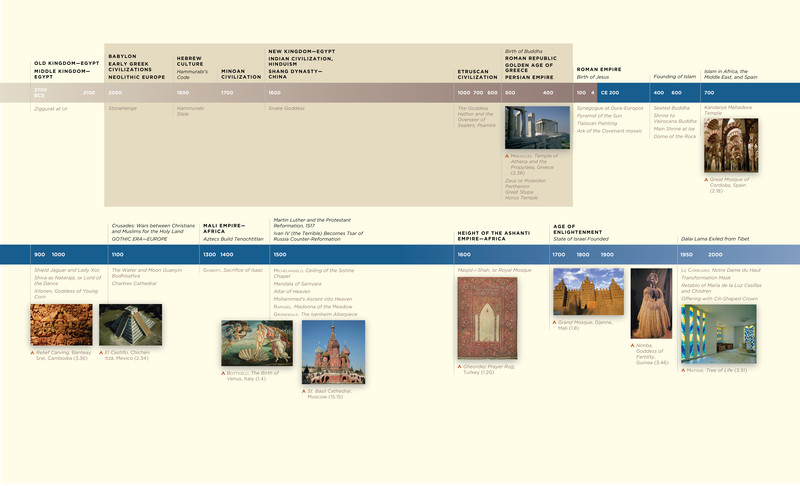 OLD KINGDOM—EGYPT
MIDDLE KINGDOM—
EGYPT
BABYLON
EARLY GREEK
CIVILIZATIONS
NEOLITHIC EUROPE
HEBREW
CULTURE
Hammurabi's
Code
MINOAN
CIVILIZATION
NEW KINGDOM—EGYPT
INDIAN CIVILIZATION,
HINDUISM
SHANG DYNASTY—
CHINA
ETRUSCAN
CIVILIZATION
Birth of Buddha
ROMAN REPUBLIC
GOLDEN AGE OF
GREECE
PERSIAN EMPIRE
ROMAN EMPIRE
Birth of Jesus
Founding of Islam
Islam in Africa, the
Middle East, and Spain
2700
BCE
2100
2000
1800
1700
1600
1000 700 600
500 400
100 4 CE 200
400 600
700
Ziggurat at Ur
Stonehenge
Hammurabi
Stele
Snake Goddess
The Goddess
Hathor and the
Overseer of
Sealers, Psamtik
Mnesicles: Temple of
Athena and the
Propylaea, Greece
(2.38)
Zeus or Poseidon
Parthenon
Great Stupa
Horus Temple
Synagogue at Dura-Europos
Pyramid of the Sun
Tlaloc an Painting
Ark of the Covenant mosaic
Seated Buddha
Shrine to
Vairocana Buddha
Main Shrine at Ise
Dome of the Rock
Kandarya Mahadeva
Temple
Great Mosque of
Cordoba, Spain
(2.18)
Crusades: Wars between Christians
and Muslims for the Holy Land
GOTHIC ERA—EUROPE
MALI EMPIRE—
AFRICA
Aztecs Build Tenochtitlan
Martin Luther and the Protestant
Reformation, 1517
Ivan IV (the Terrible) Becomes Tsar of
Russia Counter-Reformation
HEIGHT OF THE ASHANTI
EMPIRE—AFRICA
AGE OF
ENLIGHTENMENT
State of Israel Founded
Dalai Lama Exiled from Tibet
900 1000
1100
1300 1400
1500
1600
1700 1800 1900
1950 2000
Shield Jaguar and Lady Xoc
Shiva as Nataraja, or Lord of
the Dance
Xilonen, Goddess of Young
Corn
Relief Carving, Banteay
Srei, Cambodia (3.36)
The Water and Moon Guanyin
Bodhisattva
Chartres Cathedral
El Castillo, Chichén
Itzá, Mexico (2.34)
Ghiberti, Sacrifice of Isaac
Botticelli: The Birth of
Venus, Italy (1.4)
Michelangelo, Ceiling of the Sistine
Chapel
Mandala of Samvara
Altar of Heaven
Mohammed's Ascent into Heaven
Raphael, Madonna of the Meadow
Grünewald, The Isenheim Altarpiece
St. Basil Cathedral,
Moscow (15.15)
Masjid-i-Shah, or Royal Mosque
Gheordez Prayer Rug,
Turkey (1.20)
Grand Mosque, Djenne,
Mali (1.8)
Nimba,
Goddess of
Fertility,
Guinea (3.46)
Le Corbusier, Notre Dame du Haut
Transformation Mask
Retablo of Maria de la Luz Casillas
and Children
Offering with Cili-Shaped Crown
Matisse, Tree of Life (3.51)